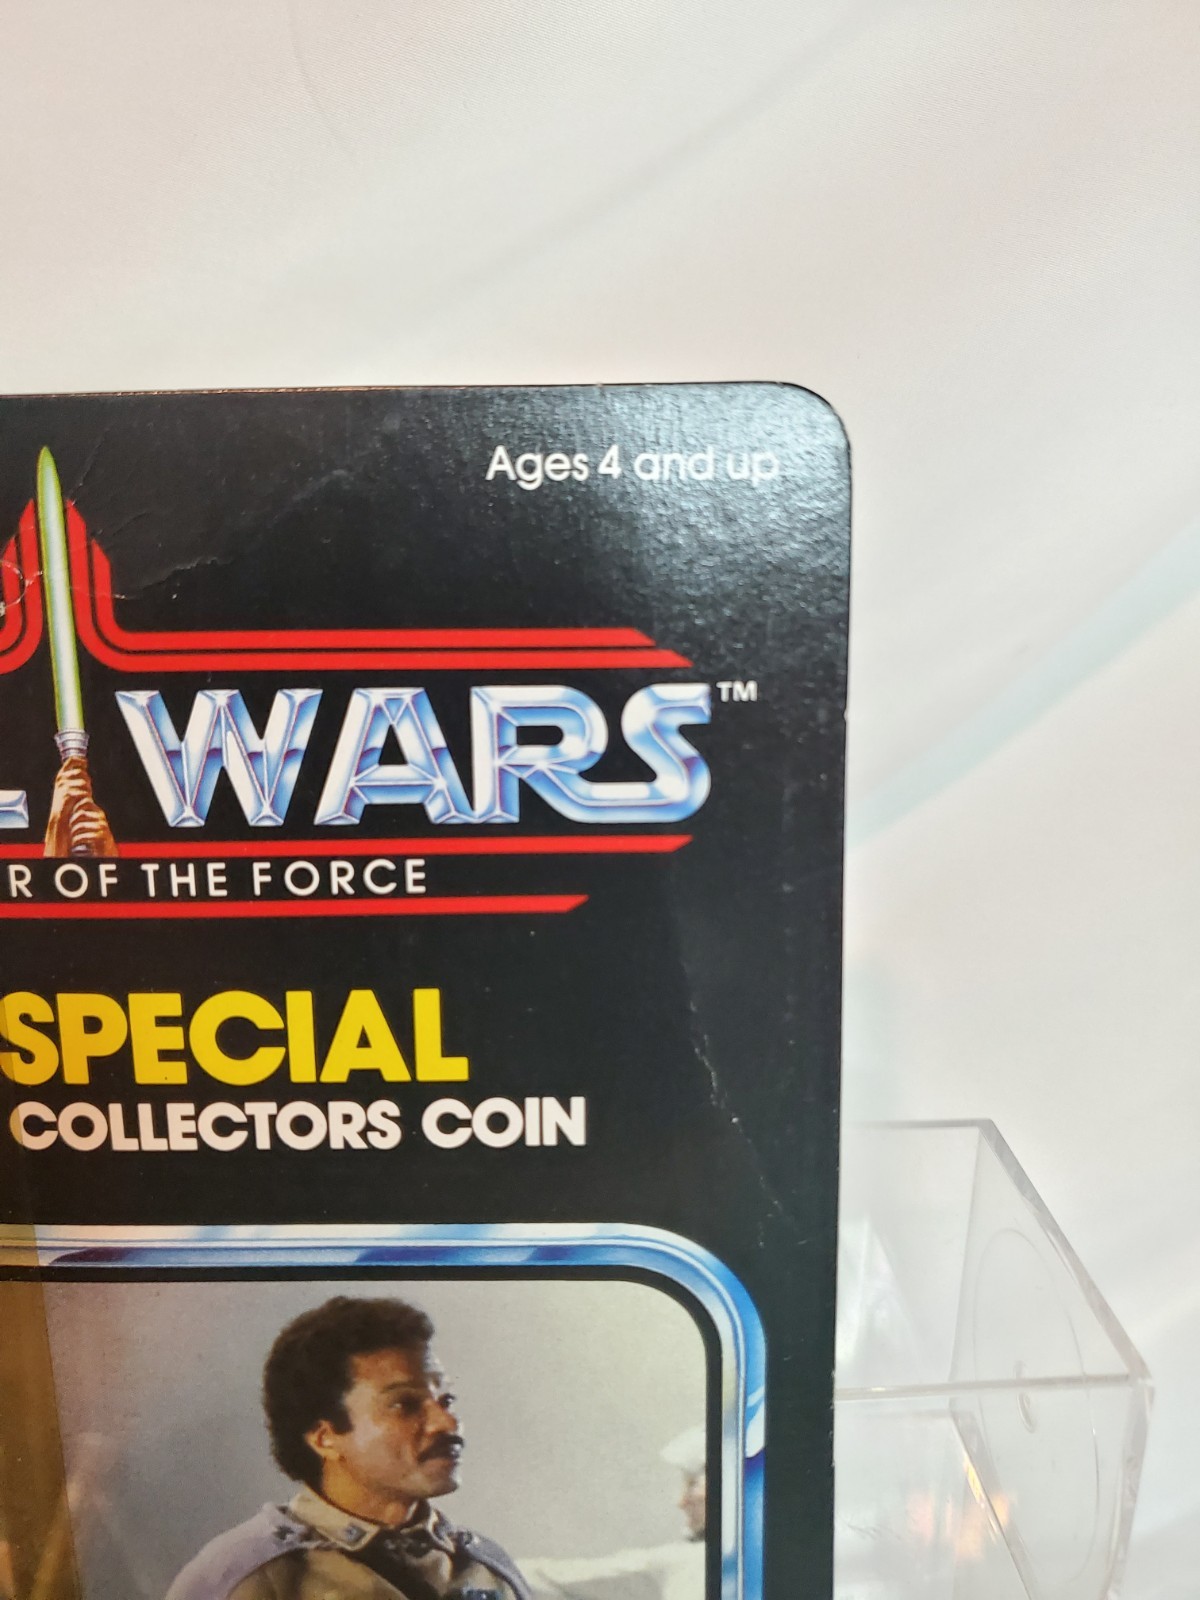 Ages 4 and up
WARS™
R OF THE FORCE
SPECIAL
COLLECTORS COIN